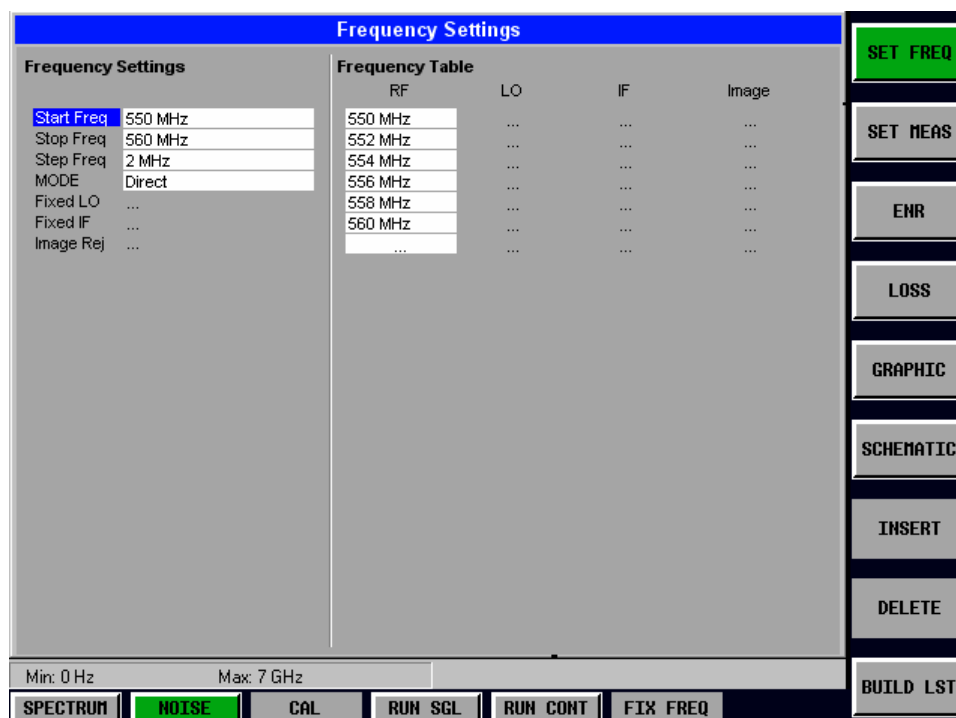 Frequency Settings
Frequency Settings
Start Freq 550 MHz
Stop Freq 560 MHz
Step Freq 2 MHz
MODE Direct
Fixed LO ...
Fixed IF ...
Image Rej ...
Frequency Table
RF LO IF Image
550 MHz ... ... ...
552 MHz ... ... ...
554 MHz ... ... ...
556 MHz ... ... ...
558 MHz ... ... ...
560 MHz ... ... ...
... ... ... ...
Min: 0 Hz Max: 7 GHz
SET FREQ
SET MEAS
ENR
LOSS
GRAPHIC
SCHEMATIC
INSERT
DELETE
BUILD LST
SPECTRUM NOISE CAL RUN SGL RUN CONT FIX FREQ